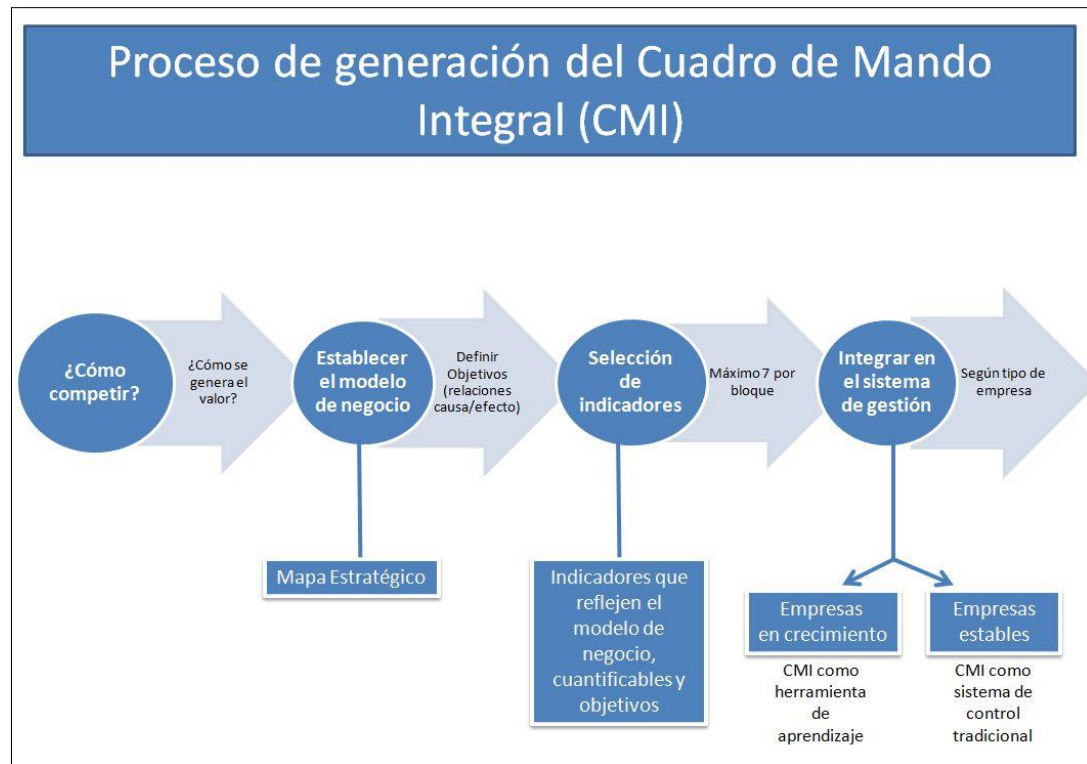 Proceso de generación del Cuadro de Mando
Integral (CMI)
¿Cómo
competir?
¿Cómo se
genera el
valor?
Establecer
el modelo
de negocio
Definir
Objetivos
(relaciones
causa/efecto)
Selección
de
indicadores
Máximo 7 por
bloque
Integrar en
el sistema
de gestión
Según tipo de
empresa
Mapa Estratégico
Indicadores que
reflejen el
modelo de
negocio,
cuantificables y
objetivos
Empresas
en crecimiento
CMI como
herramienta
de
aprendizaje
Empresas
estables
CMI como
sistema de
control
tradicional